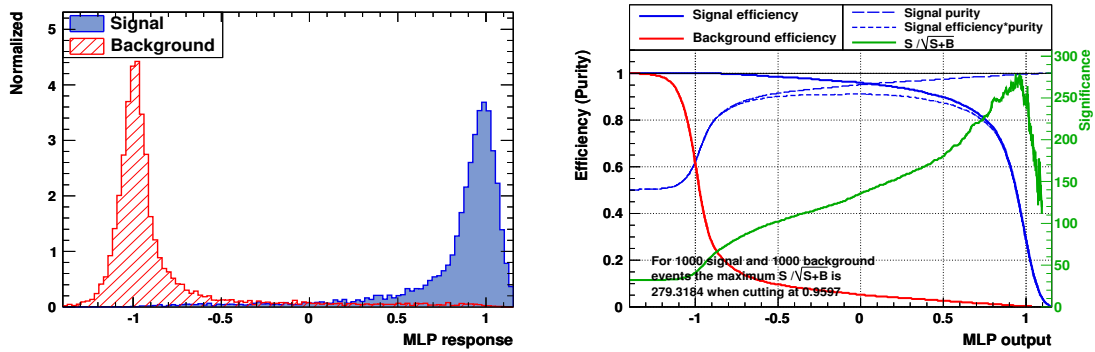 Normalized
Signal
Background
5
4
3
2
1
0
-1
-0.5
0
0.5
1
MLP response
Signal efficiency
Background efficiency
Signal purity
Signal efficiency*purity
S /√S+B
Efficiency (Purity)
1
0.8
0.6
0.4
0.2
0
300
250
200
150
100
50
0
Significance
For 1000 signal and 1000 background
events the maximum S /√S+B is
279.3184 when cutting at 0.9597
-1
-0.5
0
0.5
1
MLP output